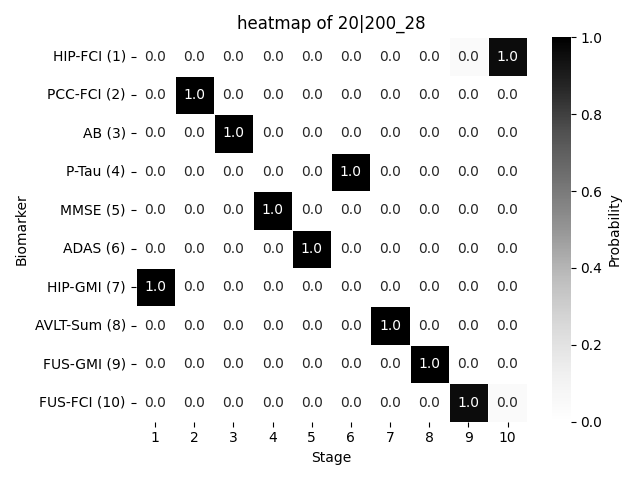 heatmap of 20|200_28
HIP-FCI (1) 0.0 0.0 0.0 0.0 0.0 0.0 0.0 0.0 0.0 1.0
PCC-FCI (2) 0.0 1.0 0.0 0.0 0.0 0.0 0.0 0.0 0.0 0.0
AB (3) 0.0 0.0 1.0 0.0 0.0 0.0 0.0 0.0 0.0 0.0
P-Tau (4) 0.0 0.0 0.0 0.0 0.0 1.0 0.0 0.0 0.0 0.0
MMSE (5) 0.0 0.0 0.0 1.0 0.0 0.0 0.0 0.0 0.0 0.0
ADAS (6) 0.0 0.0 0.0 0.0 1.0 0.0 0.0 0.0 0.0 0.0
HIP-GMI (7) 1.0 0.0 0.0 0.0 0.0 0.0 0.0 0.0 0.0 0.0
AVLT-Sum (8) 0.0 0.0 0.0 0.0 0.0 0.0 1.0 0.0 0.0 0.0
FUS-GMI (9) 0.0 0.0 0.0 0.0 0.0 0.0 0.0 1.0 0.0 0.0
FUS-FCI (10) 0.0 0.0 0.0 0.0 0.0 0.0 0.0 0.0 1.0 0.0
1 2 3 4 5 6 7 8 9 10
Stage
Biomarker
1.0
0.8
0.6
0.4
0.2
0.0
Probability